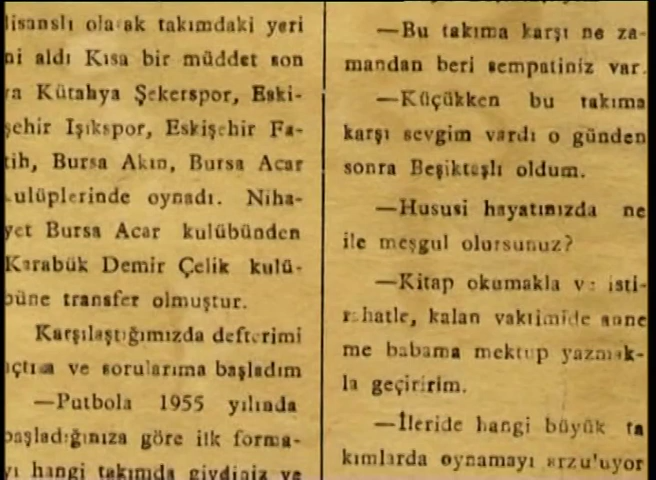 lisanslı olarak takımdaki yeri
ni aldı Kısa bir müddet son
ra Kütahya Şekerspor, Eski-
şehir Işıkspor, Eskişehir Fa-
tih, Bursa Akın, Bursa Acar
kulüplerinde oynadı. Niha-
yet Bursa Acar kulübünden
Karabük Demir Çelik kulü-
büne transfer olmuştur.
Karşılaştığımızda defterimi
açtım ve sorularıma başladım
—Futbola 1955 yılında
başladığınıza göre ilk forma-
yı hangi takımda giydiniz ve
—Bu takıma karşı ne za-
mandan beri sempatiniz var.
—Küçükken bu takıma
karşı sevgim vardı o günden
sonra Beşiktaşlı oldum.
—Hususi hayatınızda ne
ile meşgul olursunuz?
—Kitap okumakla ve isti-
rahatle, kalan vaktimide anne
me babama mektup yazmak-
la geçiririm.
—İleride hangi büyük ta
kımlarda oynamayı arzu'uyor